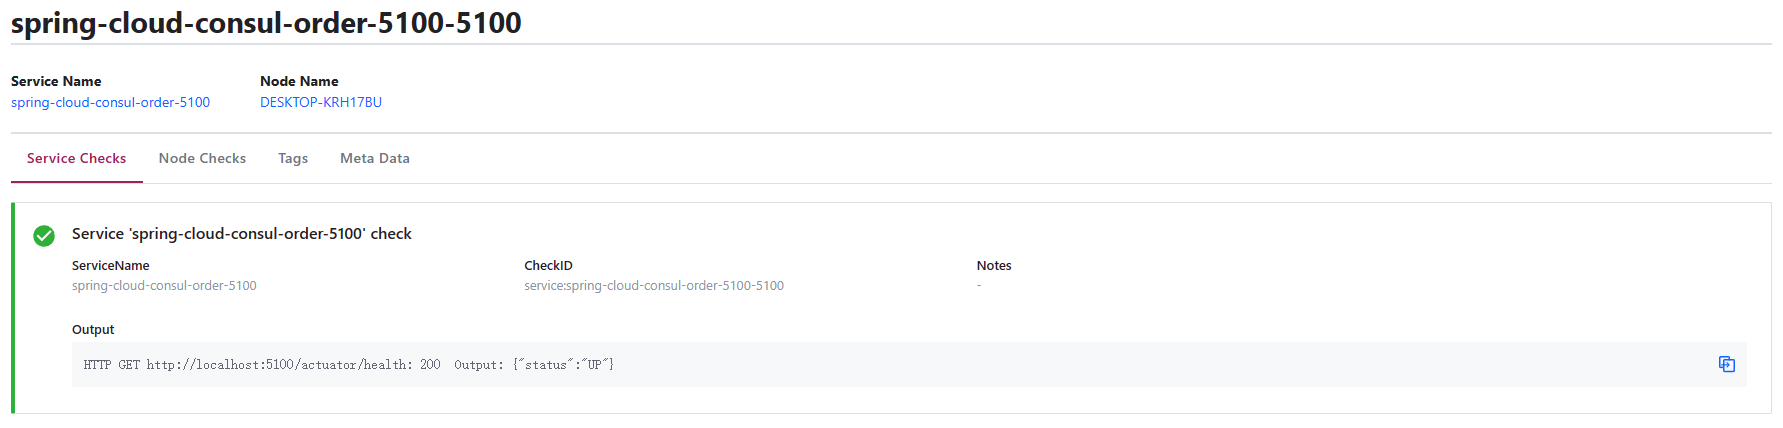 spring-cloud-consul-order-5100-5100
Service Name Node Name
spring-cloud-consul-order-5100 DESKTOP-KRH17BU
Service Checks Node Checks Tags Meta Data
Service 'spring-cloud-consul-order-5100' check
ServiceName CheckID Notes
spring-cloud-consul-order-5100 service:spring-cloud-consul-order-5100-5100 -
Output
HTTP GET http://localhost:5100/actuator/health: 200  Output: {"status":"UP"}